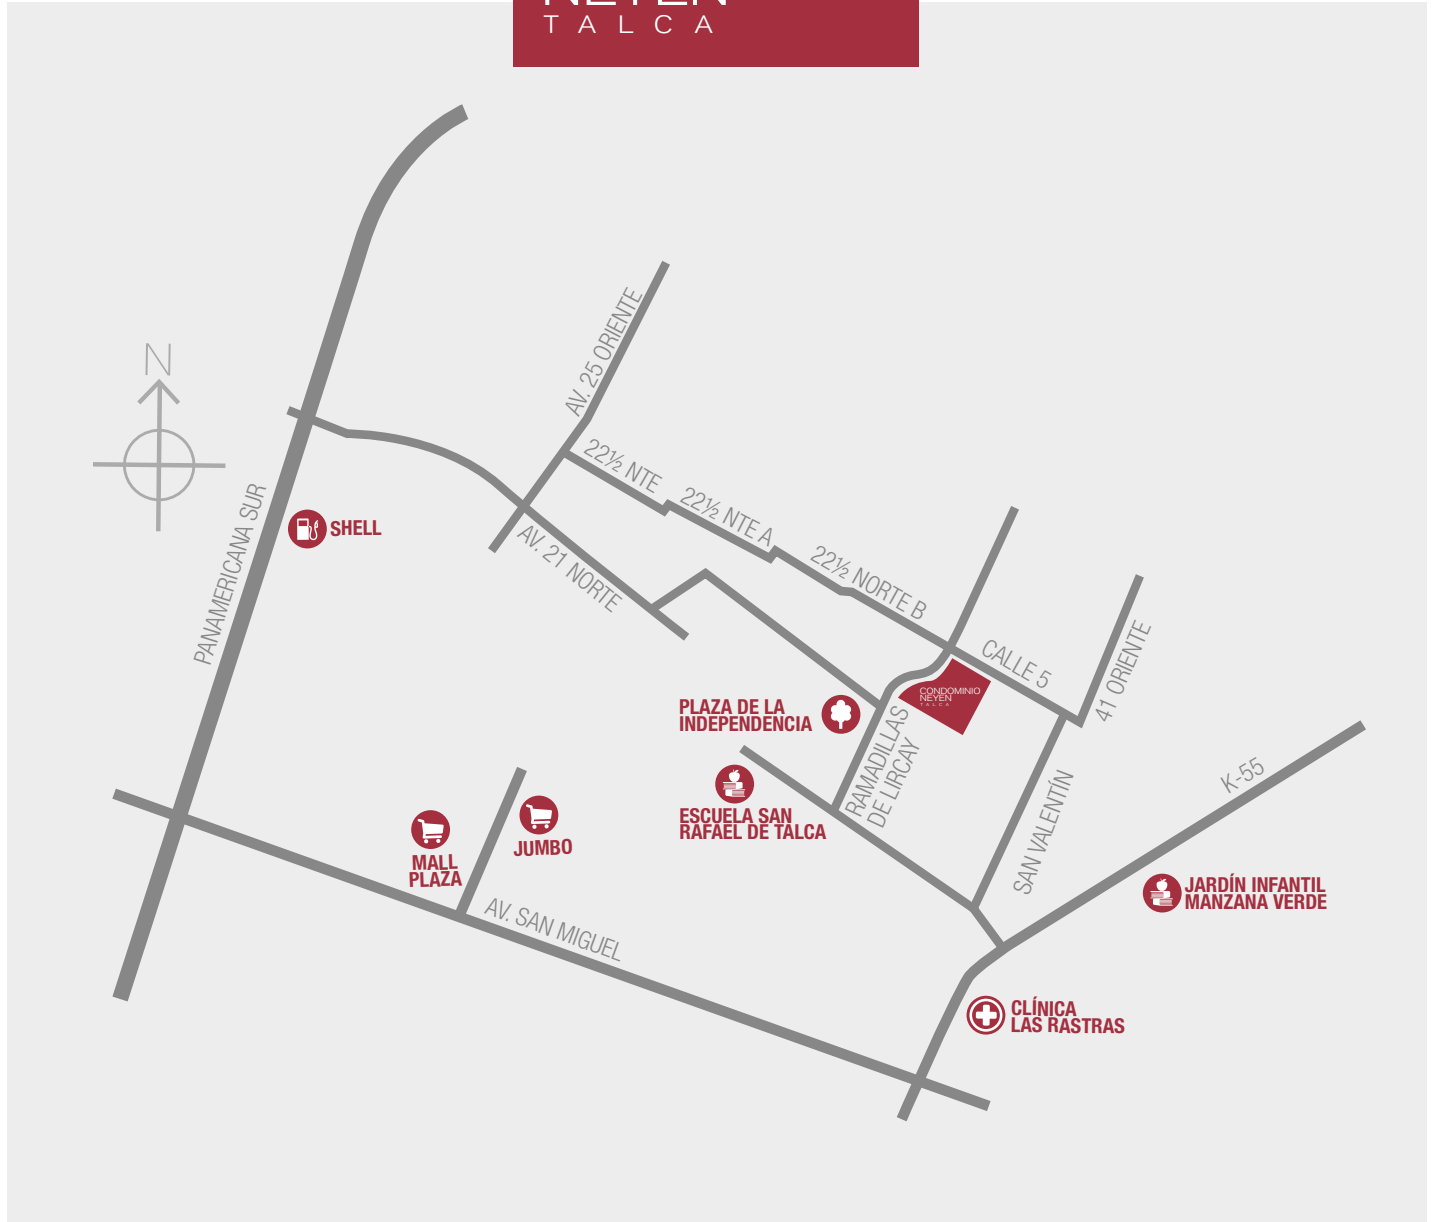 NEYEN
TALCA
N
AV. 25 ORIENTE
22½ NTE
22½ NTE A
22½ NORTE B
PANAMERICANA SUR
SHELL
AV. 21 NORTE
CALLE 5
41 ORIENTE
CONDOMINIO
NEYEN
TALCA
PLAZA DE LA
INDEPENDENCIA
RAMADILLAS
DE LIRCAY
ESCUELA SAN
RAFAEL DE TALCA
SAN VALENTÍN
K-55
MALL
PLAZA
JUMBO
AV. SAN MIGUEL
JARDÍN INFANTIL
MANZANA VERDE
CLÍNICA
LAS RASTRAS